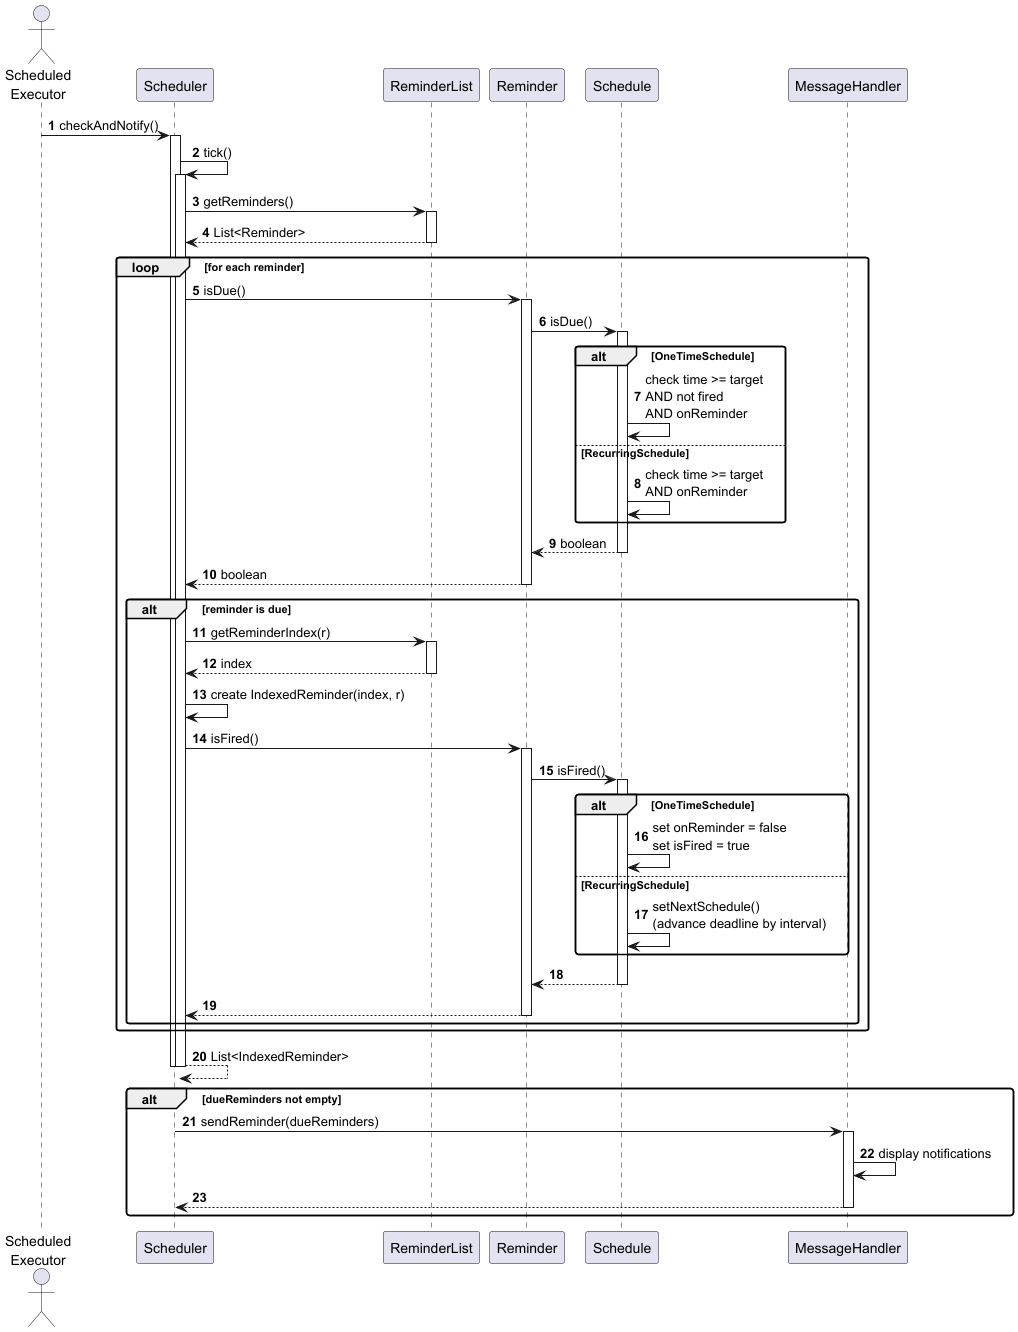 Scheduled
Executor
Scheduler
ReminderList
Reminder
Schedule
MessageHandler
1 checkAndNotify()
2 tick()
3 getReminders()
4 List<Reminder>
loop [for each reminder]
5 isDue()
6 isDue()
alt [OneTimeSchedule]
check time >= target
7 AND not fired
AND onReminder
[RecurringSchedule]
check time >= target
8
AND onReminder
9 boolean
10 boolean
alt [reminder is due]
11 getReminderIndex(r)
12 index
13 create IndexedReminder(index, r)
14 isFired()
15 isFired()
alt [OneTimeSchedule]
set onReminder = false
16
set isFired = true
[RecurringSchedule]
setNextSchedule()
17
(advance deadline by interval)
18
19
20 List<IndexedReminder>
alt [dueReminders not empty]
21 sendReminder(dueReminders)
22 display notifications
23
Scheduled
Executor
Scheduler
ReminderList
Reminder
Schedule
MessageHandler